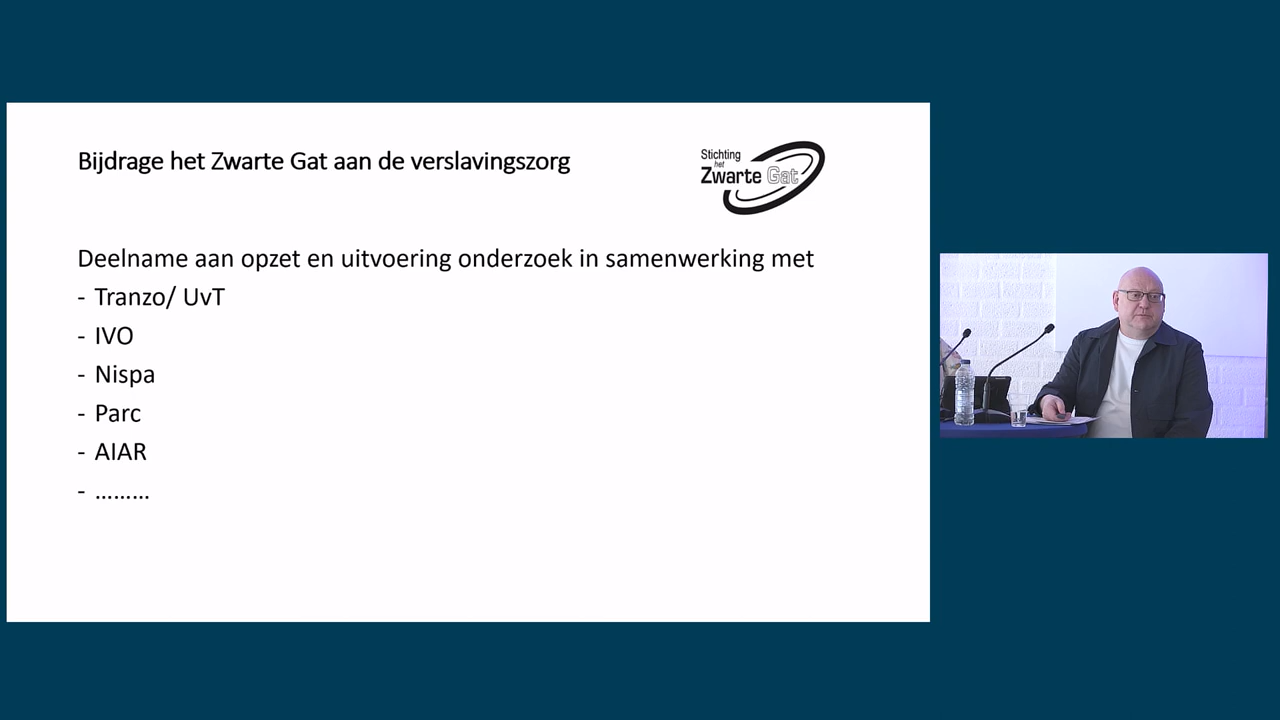 Bijdrage het Zwarte Gat aan de verslavingszorg
Stichting
het
Zwarte Gat
Deelname aan opzet en uitvoering onderzoek in samenwerking met
- Tranzo/ UvT
- IVO
- Nispa
- Parc
- AIAR
- .........